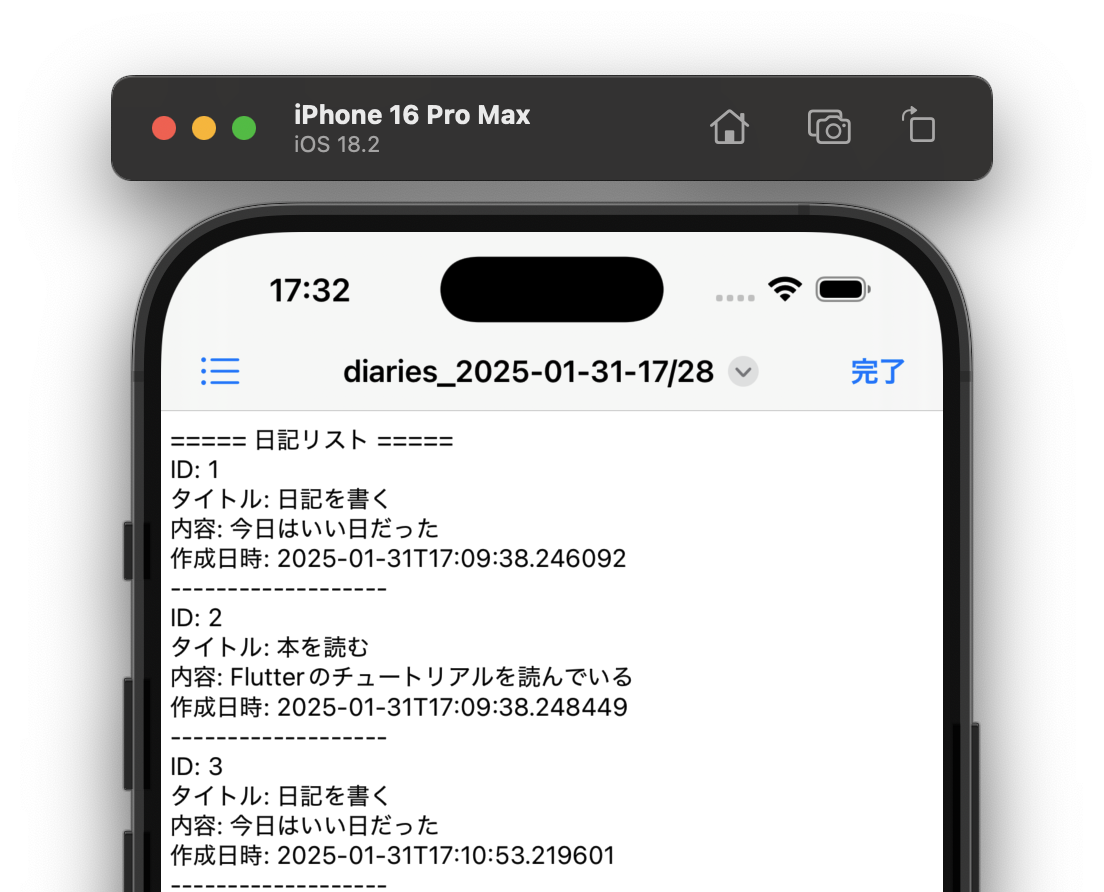 iPhone 16 Pro Max
iOS 18.2
17:32
diaries_2025-01-31-17/28
完了
===== 日記リスト =====
ID: 1
タイトル: 日記を書く
内容: 今日はいい日だった
作成日時: 2025-01-31T17:09:38.246092
-------------------
ID: 2
タイトル: 本を読む
内容: Flutterのチュートリアルを読んでいる
作成日時: 2025-01-31T17:09:38.248449
-------------------
ID: 3
タイトル: 日記を書く
内容: 今日はいい日だった
作成日時: 2025-01-31T17:10:53.219601
-------------------